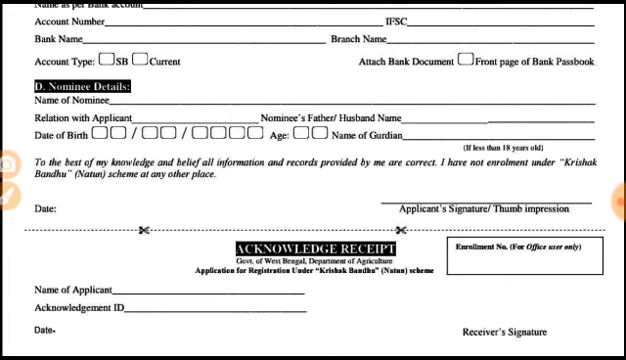 Name as per Bank account
Account Number IFSC
Bank Name Branch Name
Account Type: SB Current Attach Bank Document Front page of Bank Passbook
D. Nominee Details:
Name of Nominee
Relation with Applicant Nominee's Father/ Husband Name
Date of Birth / / Age: Name of Gurdian
(If less than 18 years old)
To the best of my knowledge and belief all information and records provided by me are correct. I have not enrolment under "Krishak
Bandhu" (Natun) scheme at any other place.
Date: Applicant's Signature/ Thumb impression
ACKNOWLEDGE RECEIPT
Enrollment No. (For Office user only)
Govt. of West Bengal, Department of Agriculture
Application for Registration Under "Krishak Bandhu" (Natun) scheme
Name of Applicant
Acknowledgement ID
Date-
Receiver's Signature